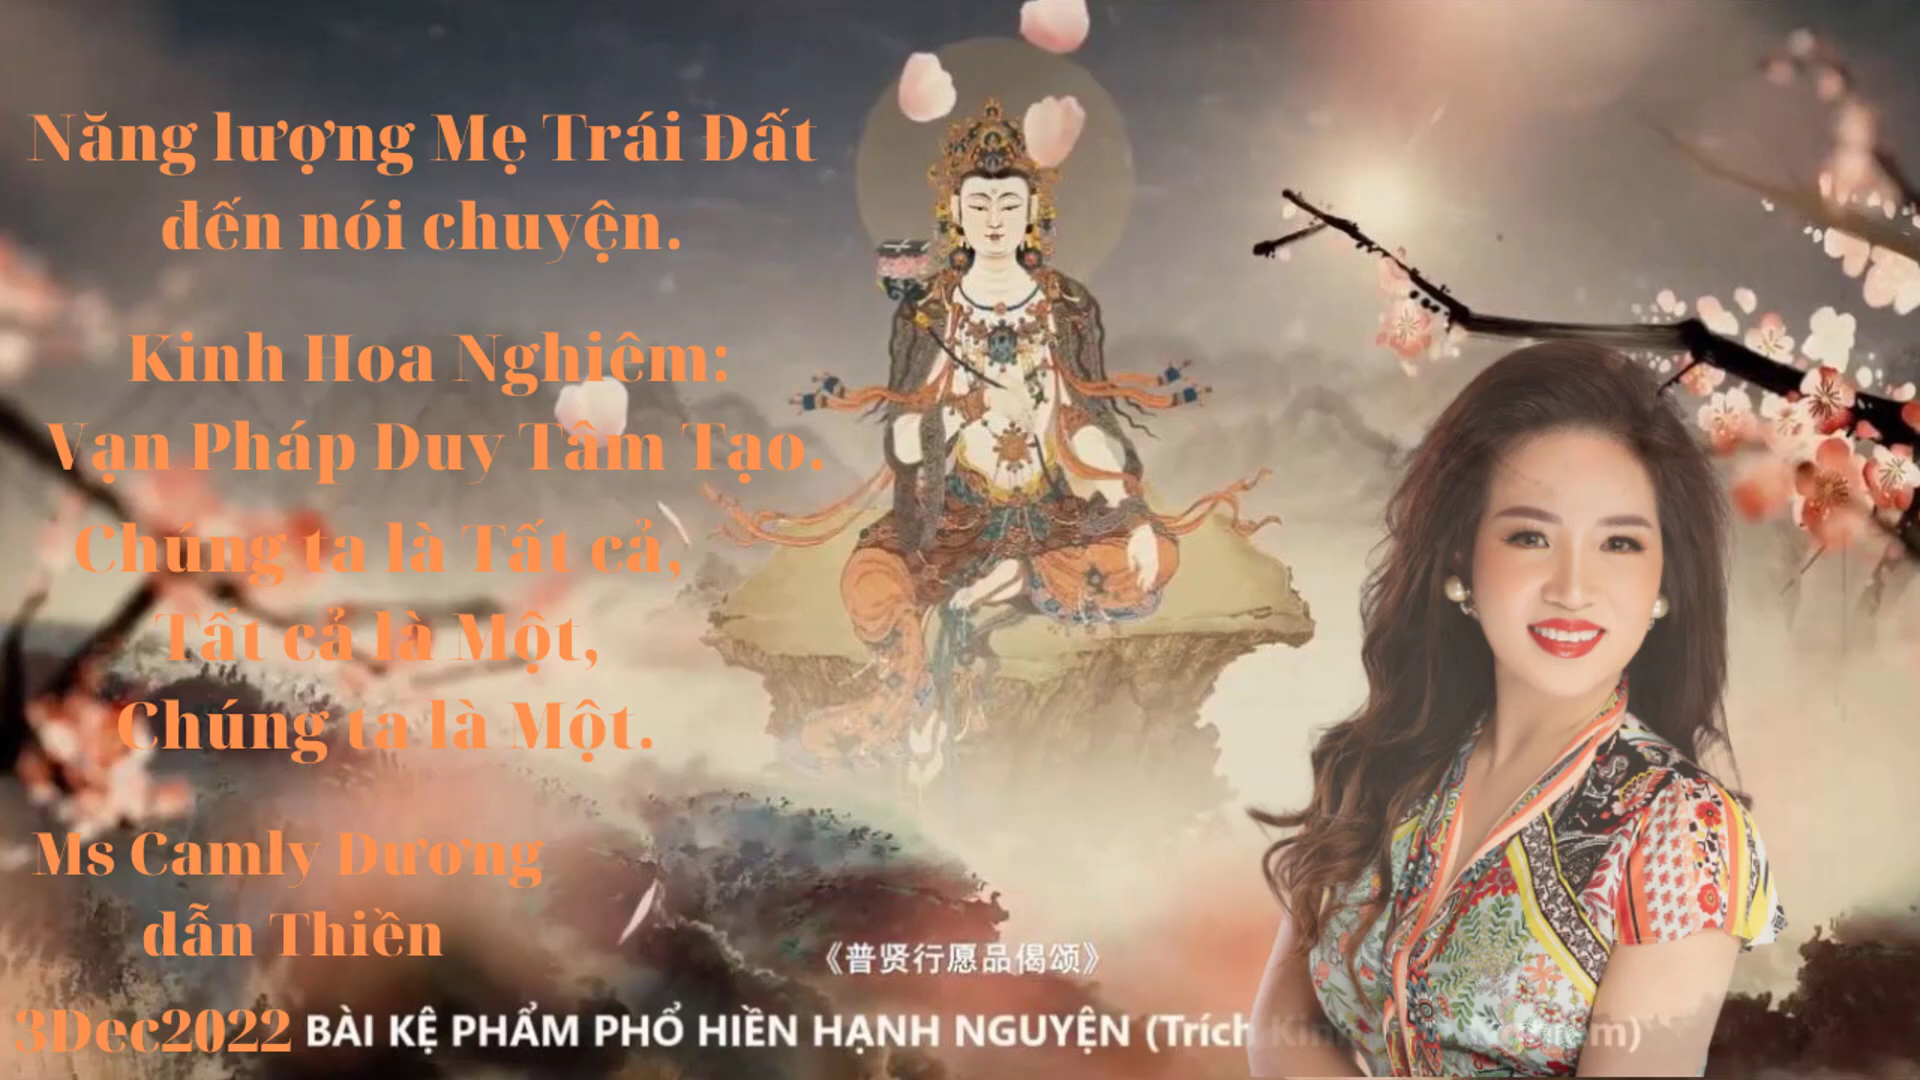 Năng lượng Mẹ Trái Đất
đến nói chuyện.
Kinh Hoa Nghiêm:
Vạn Pháp Duy Tâm Tạo.
Chúng ta là Tất cả,
Tất cả là Một,
Chúng ta là Một.
Ms Camly Dương
dẫn Thiền
《普贤行愿品偈颂》
3Dec2022 BÀI KỆ PHẨM PHỔ HIỀN HẠNH NGUYỆN (Trích